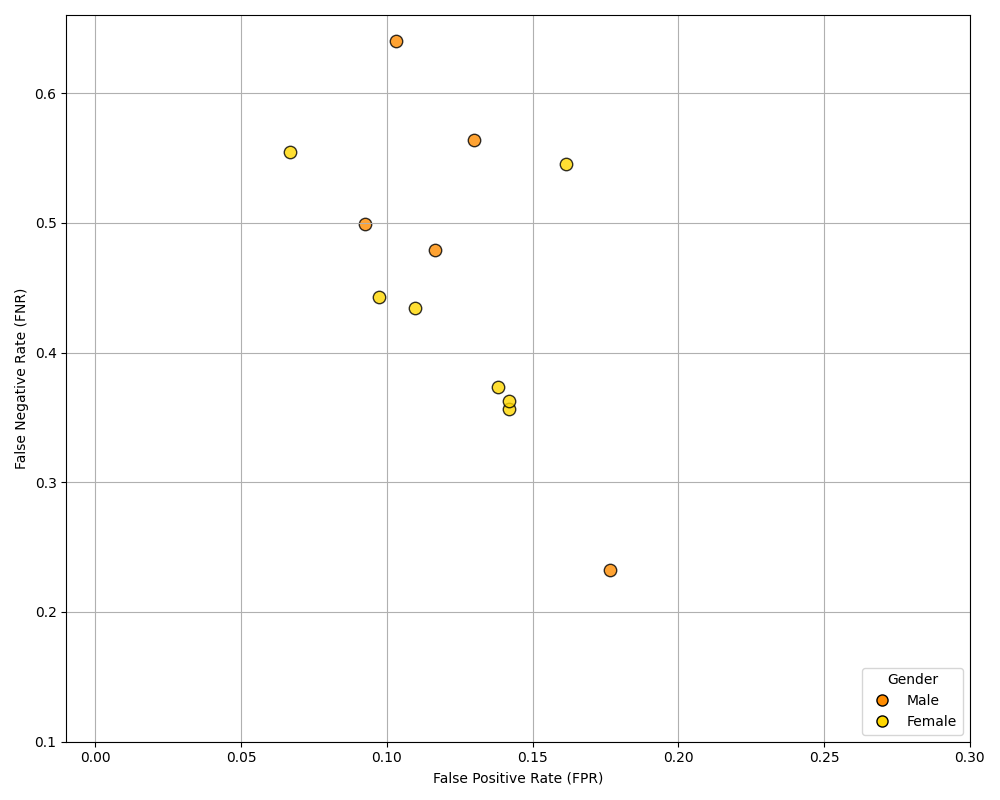 0.6
0.5
0.4
0.3
0.2
0.1
False Negative Rate (FNR)
0.00 0.05 0.10 0.15 0.20 0.25 0.30
False Positive Rate (FPR)
Gender
Male
Female